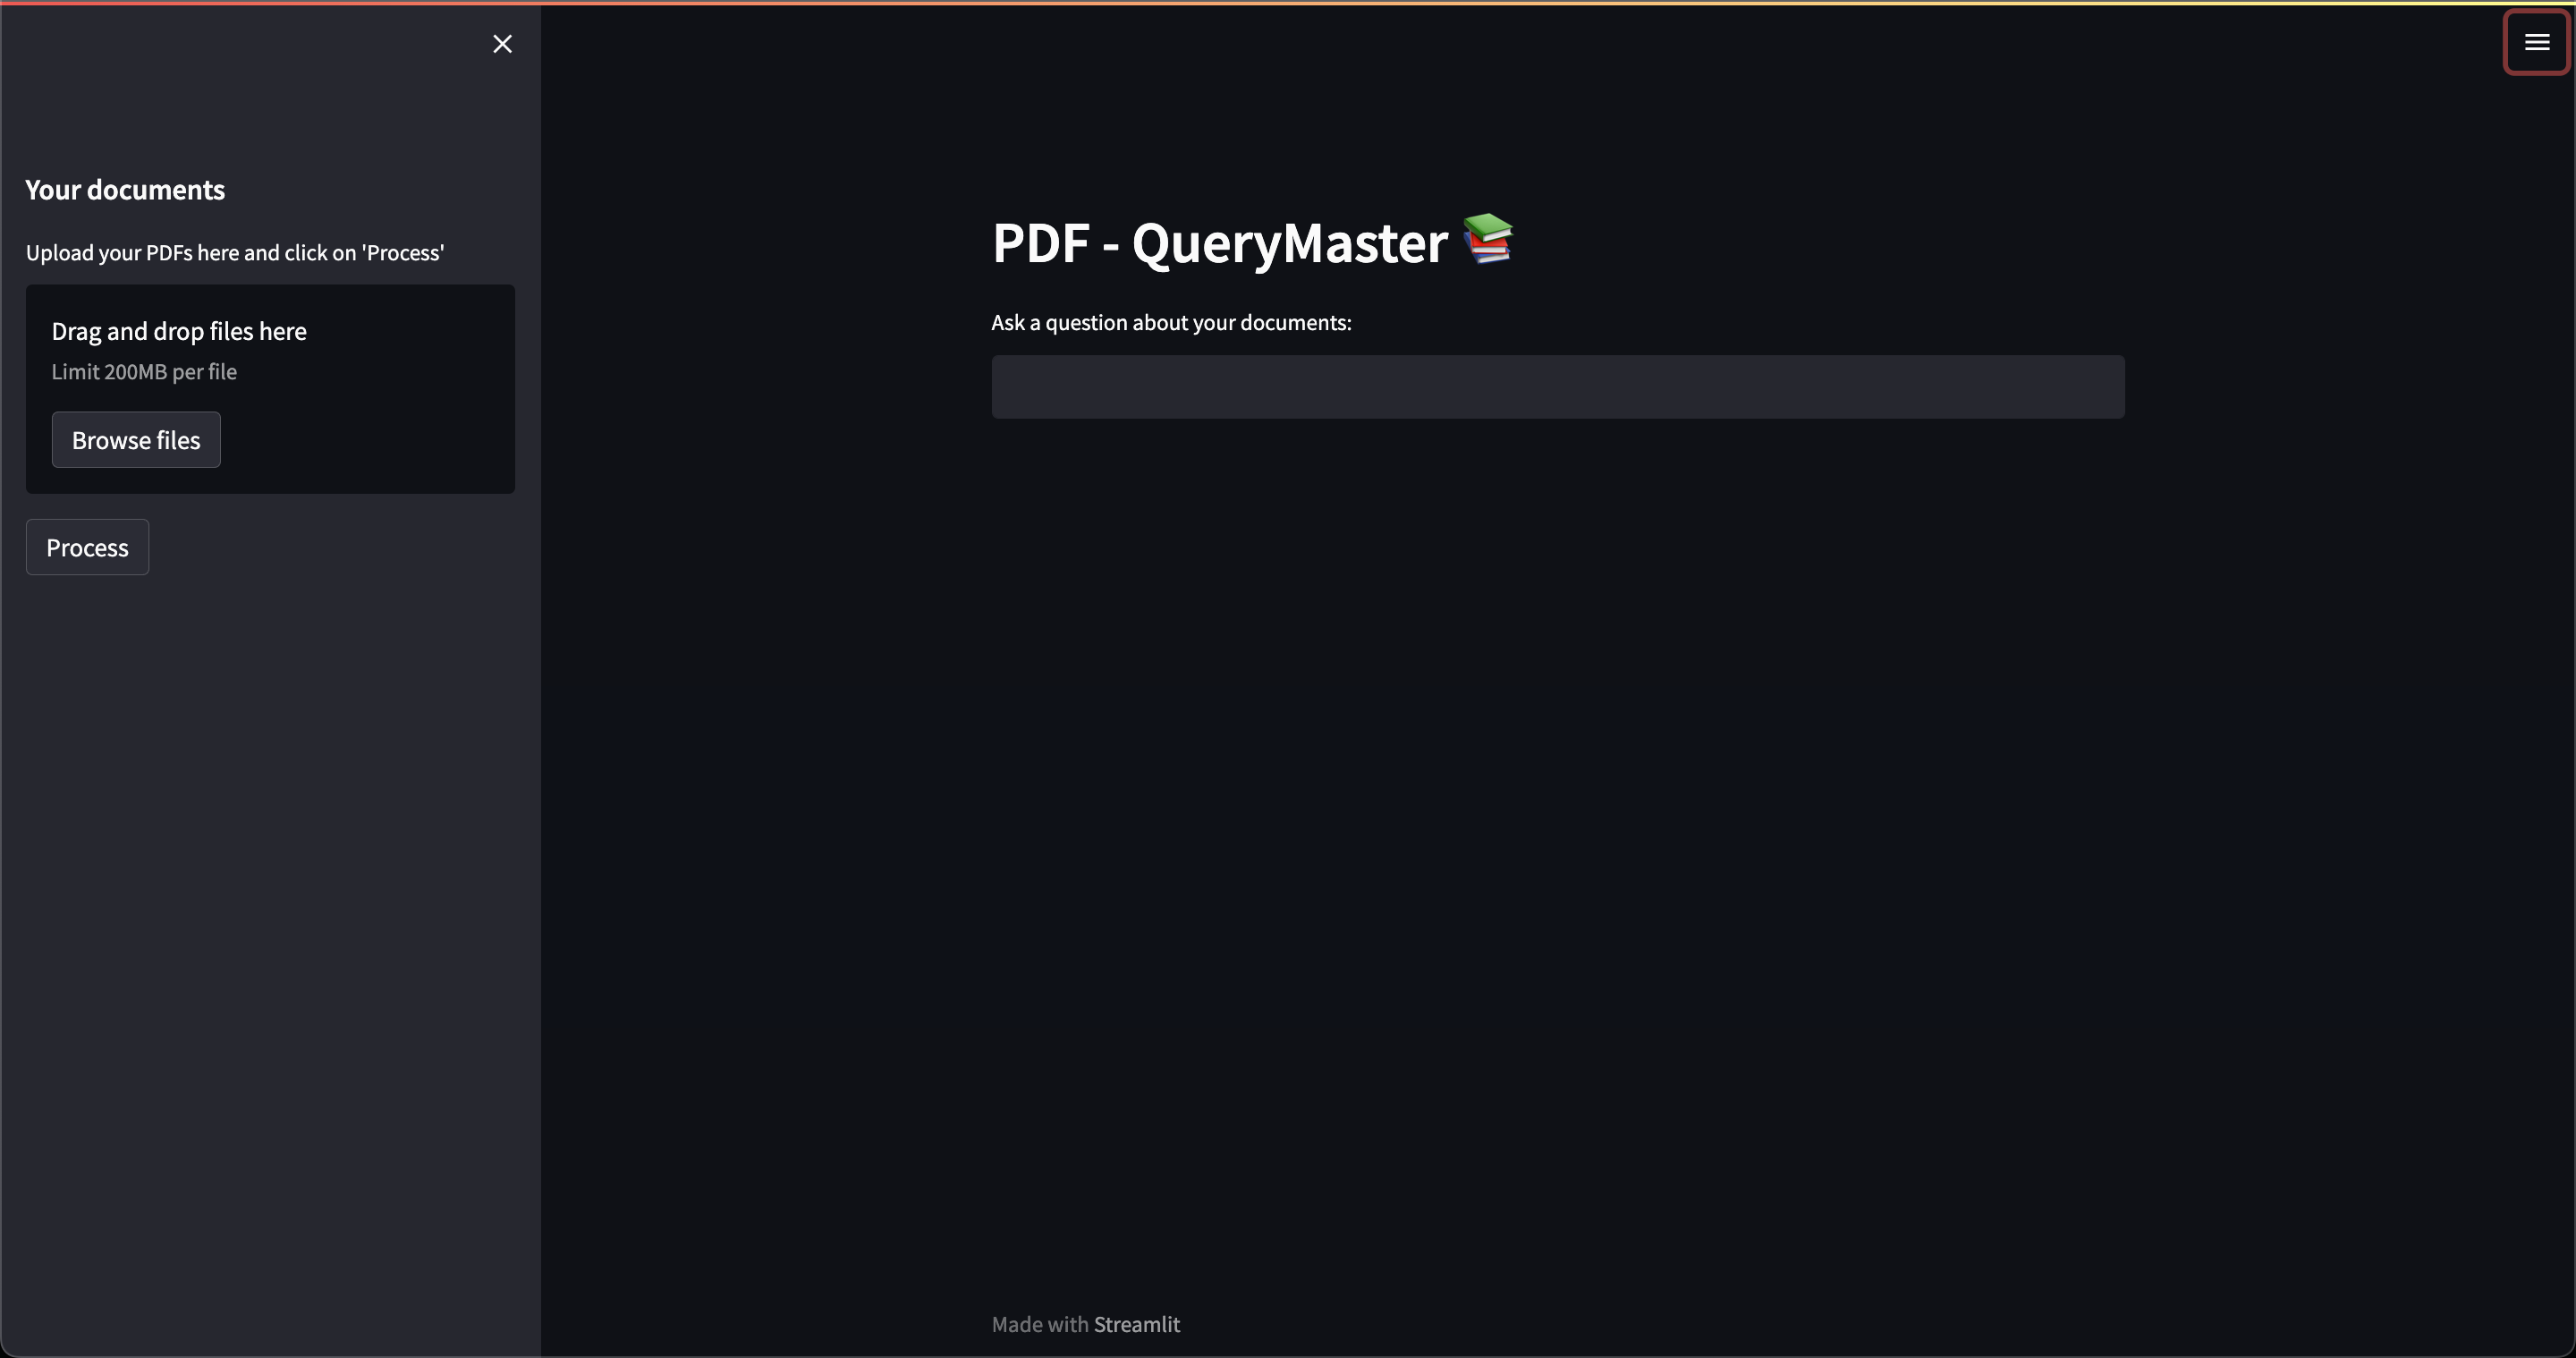 Your documents
Upload your PDFs here and click on 'Process'
Drag and drop files here
Limit 200MB per file
Browse files
Process
PDF - QueryMaster 📚
Ask a question about your documents:
Made with Streamlit